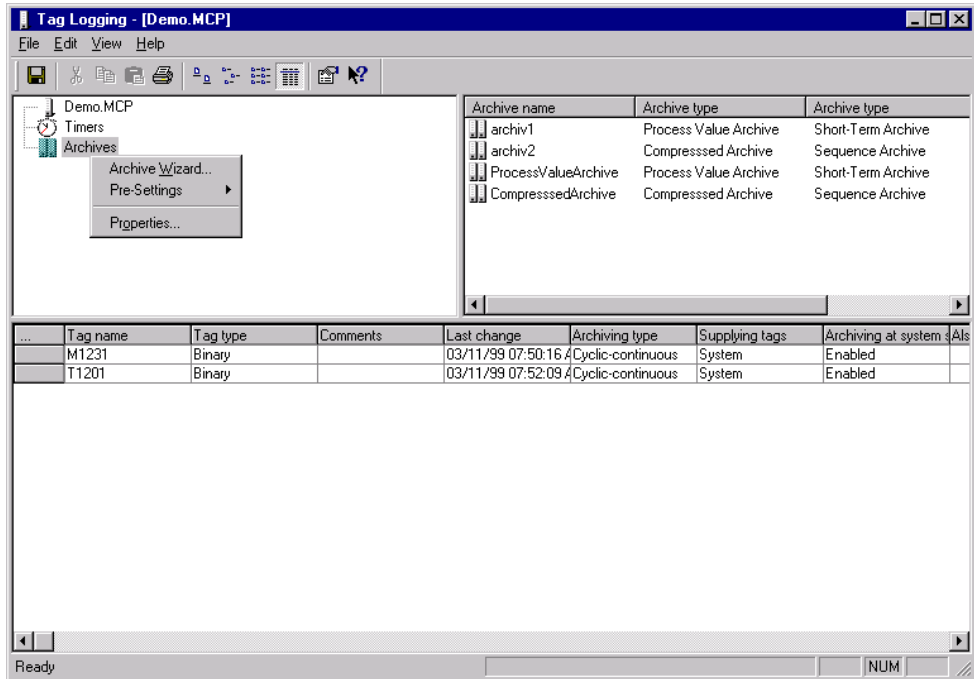 Tag Logging - [Demo.MCP]
File Edit View Help
Demo.MCP
Timers
Archives
Archive Wizard...
Pre-Settings
Properties...
Archive name Archive type Archive type
archiv1 Process Value Archive Short-Term Archive
archiv2 Compresssed Archive Sequence Archive
ProcessValueArchive Process Value Archive Short-Term Archive
CompresssedArchive Compresssed Archive Sequence Archive
... Tag name Tag type Comments Last change Archiving type Supplying tags Archiving at system s Als
M1231 Binary 03/11/99 07:50:16 A Cyclic-continuous System Enabled
T1201 Binary 03/11/99 07:52:09 A Cyclic-continuous System Enabled
Ready NUM